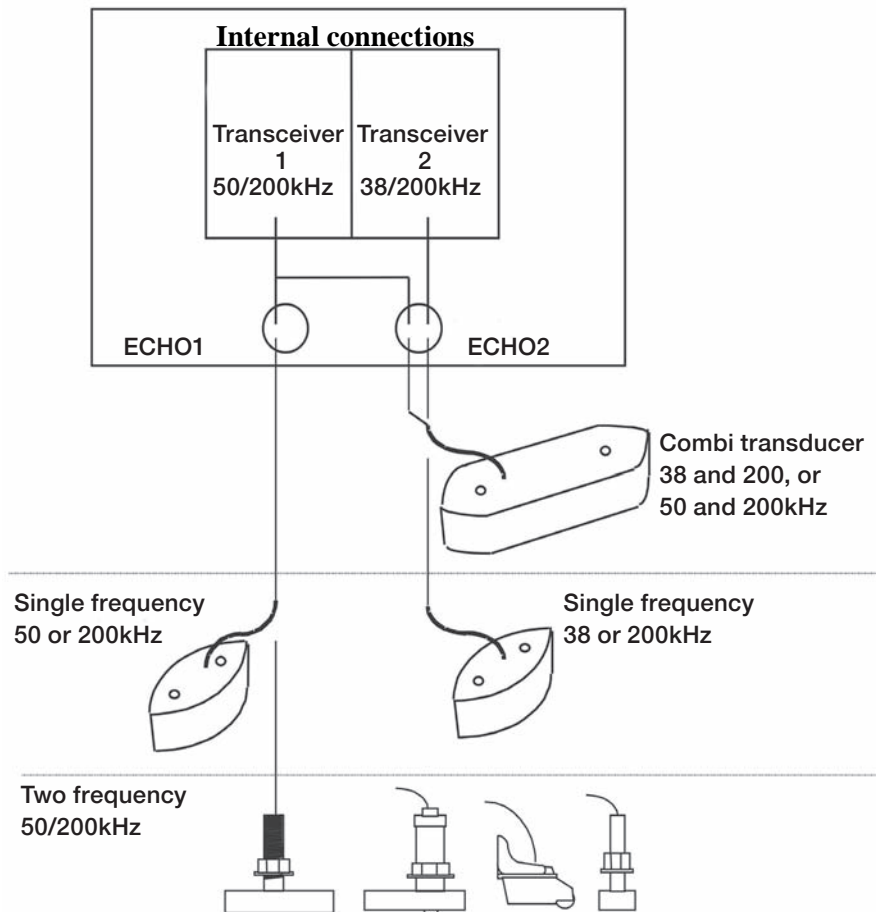 Internal connections
Transceiver
1
50/200kHz
Transceiver
2
38/200kHz
ECHO1
ECHO2
Combi transducer
38 and 200, or
50 and 200kHz
Single frequency
50 or 200kHz
Single frequency
38 or 200kHz
Two frequency
50/200kHz